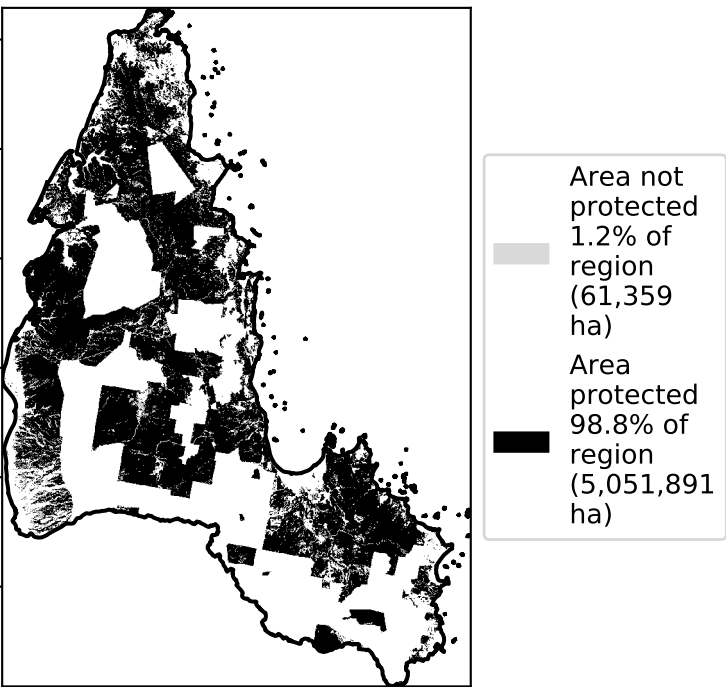 Area not
protected
1.2% of
region
(61,359
ha)
Area
protected
98.8% of
region
(5,051,891
ha)